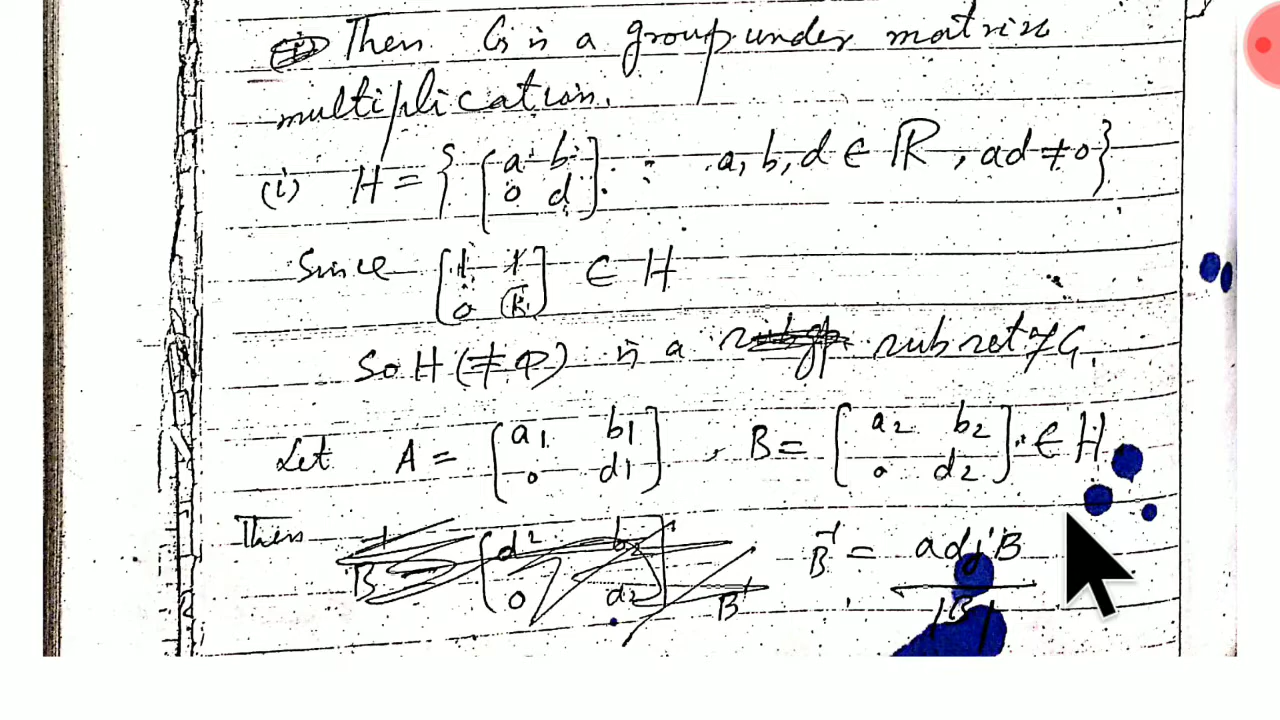 Then G is a group under matrix
multiplication.
(i) H = { [a b 0 d] : a, b, d ∈ ℝ, ad ≠ 0 }
Since [1 1 0 1] ∈ H
So H (≠ Φ) is a subset of G.
Let A = [a1 b1 0 d1] , B = [a2 b2 0 d2] ∈ H.
Then B⁻¹ = adj B / |B|